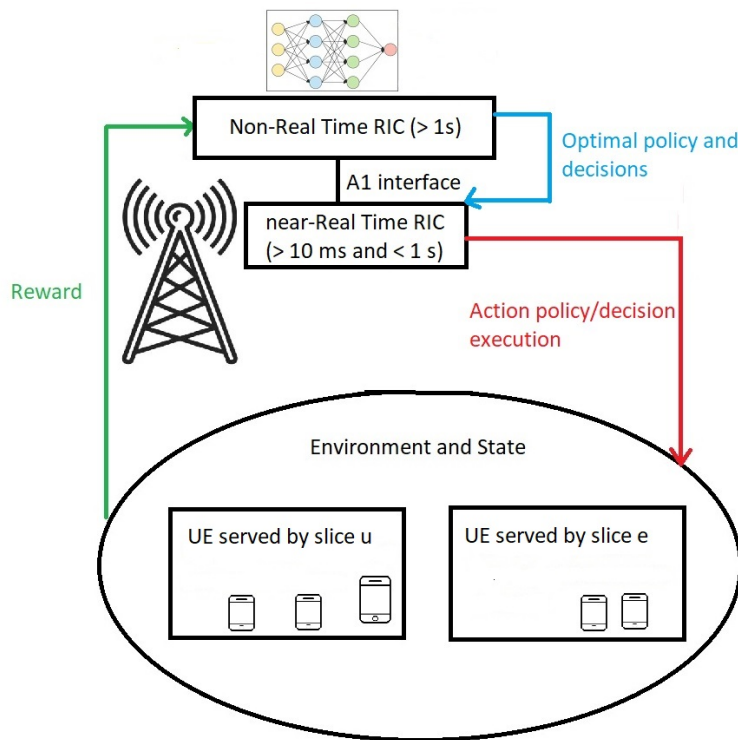 Non-Real Time RIC (> 1s)
Optimal policy and
decisions
A1 interface
near-Real Time RIC
(> 10 ms and < 1 s)
Reward
Action policy/decision
execution
Environment and State
UE served by slice u
UE served by slice e